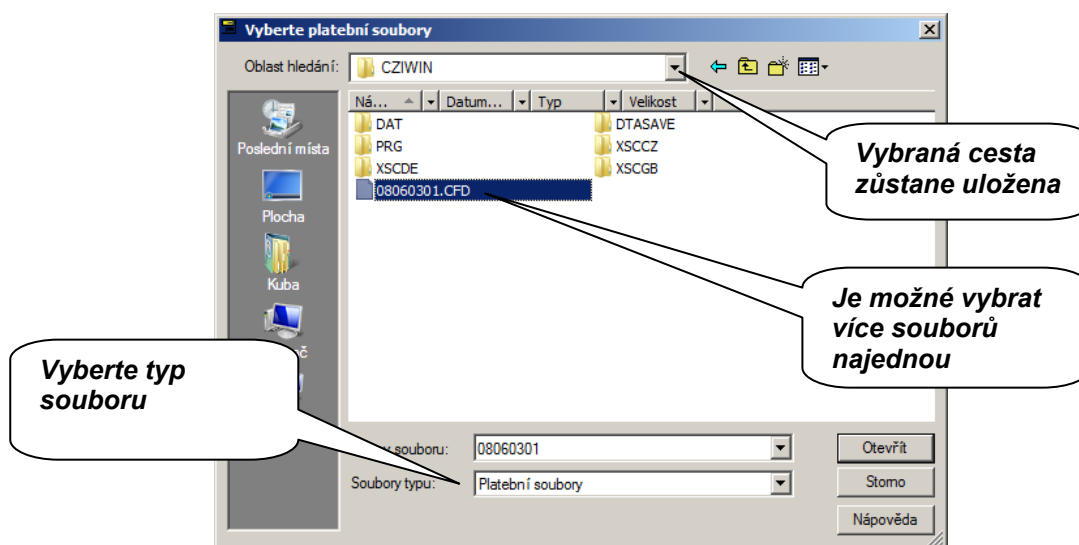 Vyberte platební soubory
Oblast hledání: CZIWIN
Ná... Datum... Typ Velikost
DAT DTASAVE
PRG XSCCZ
XSCDE XSCGB
08060301.CFD
Poslední místa
Plocha
Kuba
Vybraná cesta
zůstane uložena
Je možné vybrat
více souborů
najednou
Vyberte typ
souboru
souboru: 08060301 Otevřít
Soubory typu: Platební soubory Storno
Nápověda